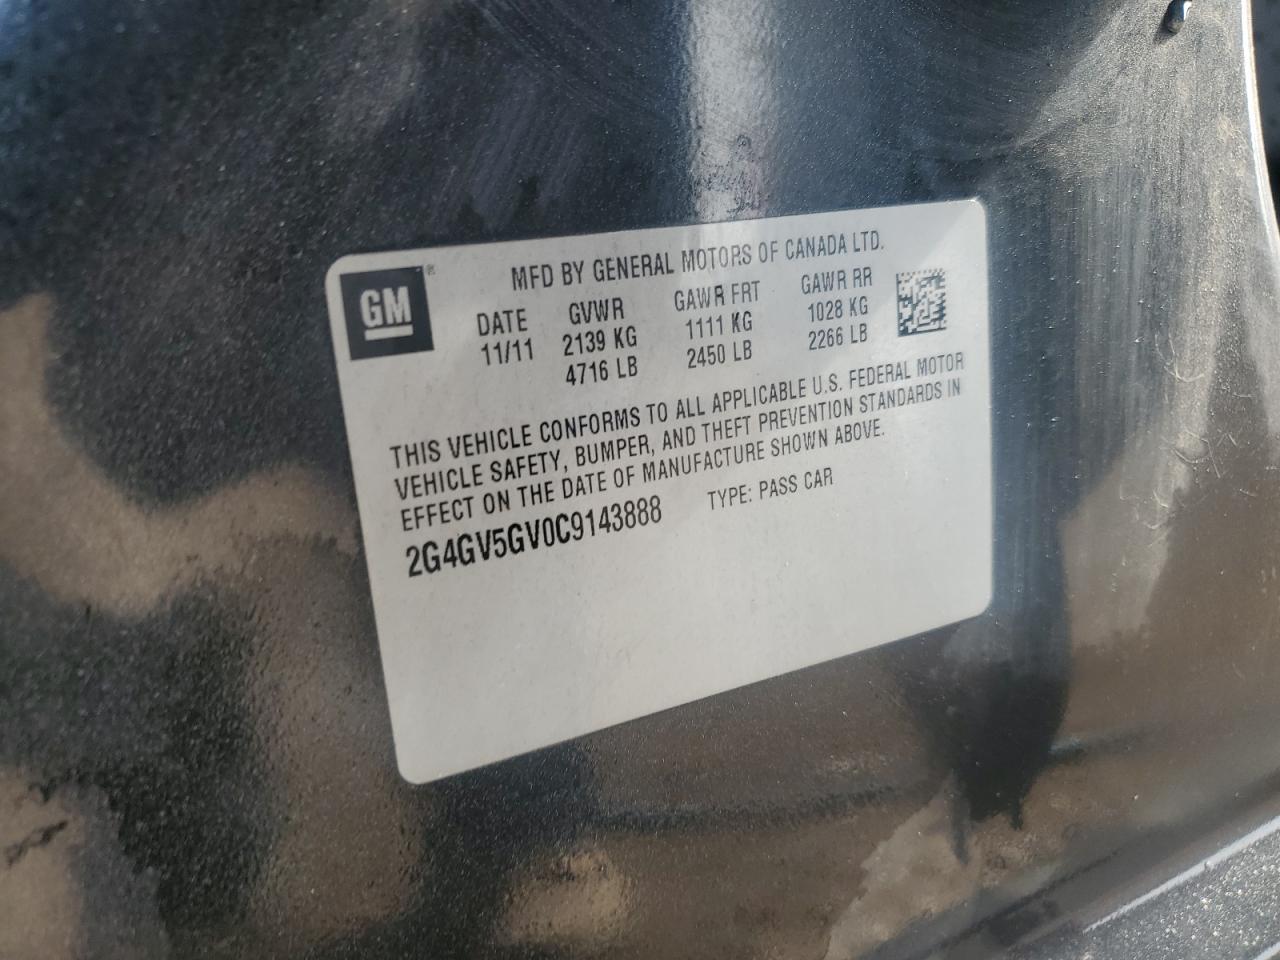 GM ®
MFD BY GENERAL MOTORS OF CANADA LTD.
DATE GVWR GAWR FRT GAWR RR
11/11 2139 KG 1111 KG 1028 KG
4716 LB 2450 LB 2266 LB
THIS VEHICLE CONFORMS TO ALL APPLICABLE U.S. FEDERAL MOTOR
VEHICLE SAFETY, BUMPER, AND THEFT PREVENTION STANDARDS IN
EFFECT ON THE DATE OF MANUFACTURE SHOWN ABOVE.
2G4GV5GV0C9143888 TYPE: PASS CAR